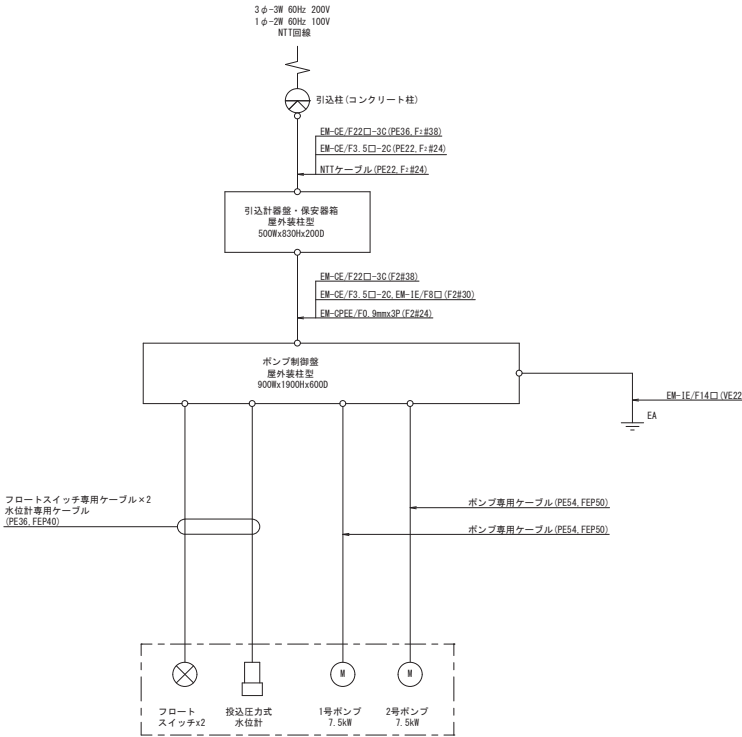 3φ-3W 60Hz 200V
1φ-2W 60Hz 100V
NTT回線
引込柱(コンクリート柱)
EM-CE/F22□-3C(PE36,F₂#38)
EM-CE/F3.5□-2C(PE22,F₂#24)
NTTケーブル(PE22,F₂#24)
引込計器盤・保安器箱
屋外装柱型
500Wx830Hx200D
EM-CE/F22□-3C(F2#38)
EM-CE/F3.5□-2C,EM-IE/F8□(F2#30)
EM-CPEE/F0.9mmx3P(F2#24)
ポンプ制御盤
屋外装柱型
900Wx1900Hx600D
EM-IE/F14□(VE22
EA
フロートスイッチ専用ケーブル×2
水位計専用ケーブル
(PE36,FEP40)
ポンプ専用ケーブル(PE54,FEP50)
ポンプ専用ケーブル(PE54,FEP50)
M
M
フロート
スイッチx2
投込圧力式
水位計
1号ポンプ
7.5kW
2号ポンプ
7.5kW